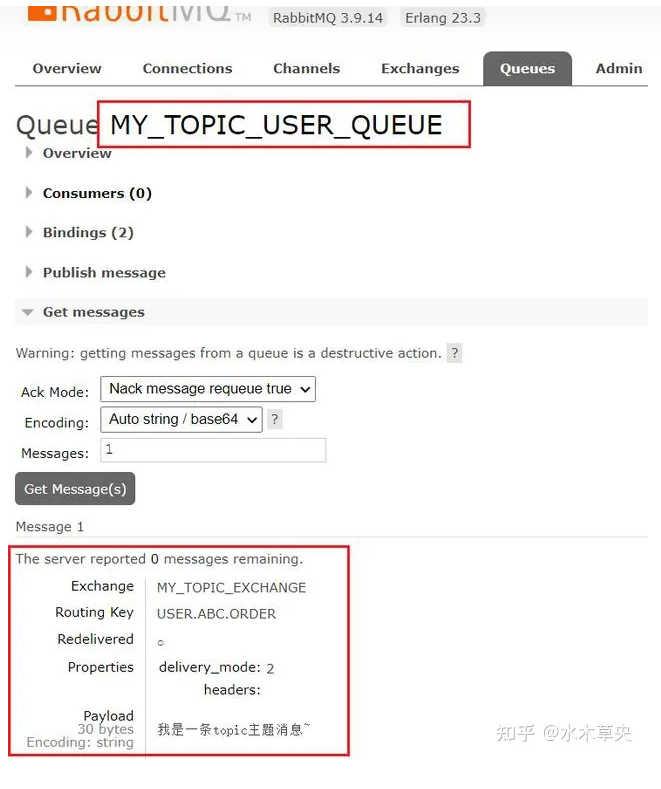 RabbitMQ TM RabbitMQ 3.9.14 Erlang 23.3
Overview Connections Channels Exchanges Queues Admin
Queue MY_TOPIC_USER_QUEUE
Overview
Consumers (0)
Bindings (2)
Publish message
Get messages
Warning: getting messages from a queue is a destructive action. ?
Ack Mode: Nack message requeue true
Encoding: Auto string / base64 ?
Messages: 1
Get Message(s)
Message 1
The server reported 0 messages remaining.
Exchange MY_TOPIC_EXCHANGE
Routing Key USER.ABC.ORDER
Redelivered ○
Properties delivery_mode: 2
headers:
Payload
30 bytes
Encoding: string
我是一条topic主题消息~
知乎 @水木草央